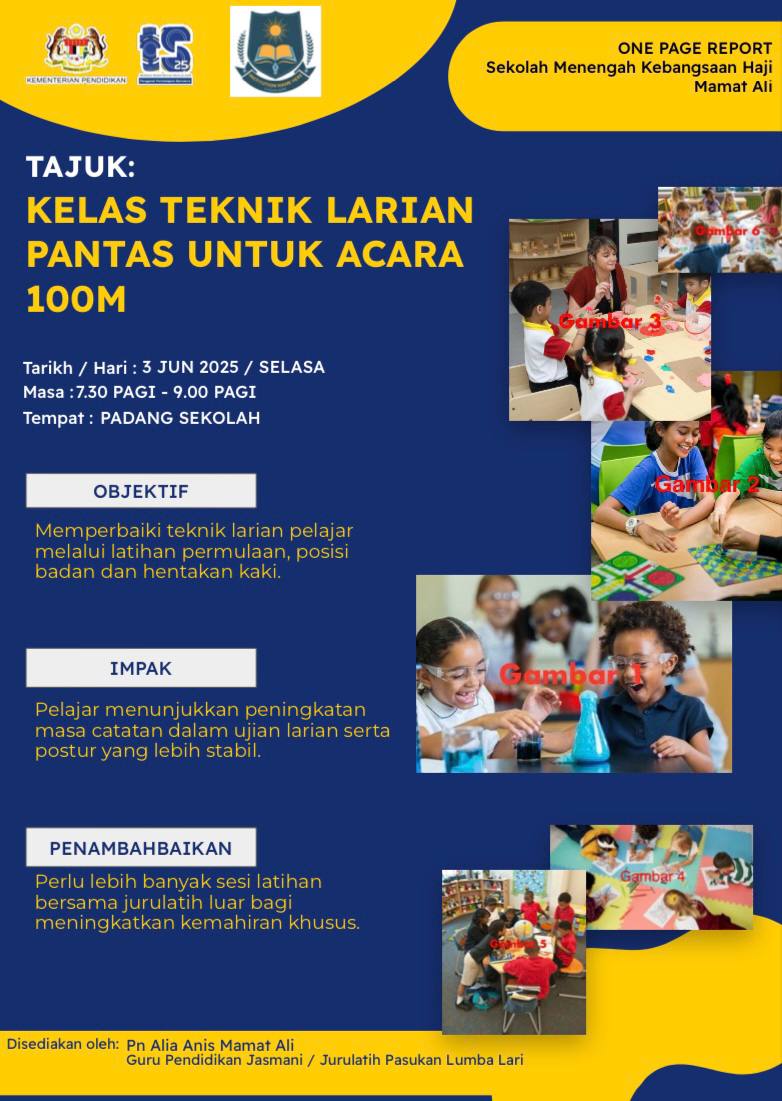 KEMENTERIAN PENDIDIKAN
25
ONE PAGE REPORT
Sekolah Menengah Kebangsaan Haji
Mamat Ali
TAJUK:
KELAS TEKNIK LARIAN
PANTAS UNTUK ACARA
100M
Tarikh / Hari : 3 JUN 2025 / SELASA
Masa :7.30 PAGI - 9.00 PAGI
Tempat : PADANG SEKOLAH
Gambar 6
Gambar 3
Gambar 2
OBJEKTIF
Memperbaiki teknik larian pelajar
melalui latihan permulaan, posisi
badan dan hentakan kaki.
Gambar 1
IMPAK
Pelajar menunjukkan peningkatan
masa catatan dalam ujian larian serta
postur yang lebih stabil.
Gambar 4
PENAMBAHBAIKAN
Perlu lebih banyak sesi latihan
bersama jurulatih luar bagi
meningkatkan kemahiran khusus.
Gambar 5
Disediakan oleh: Pn Alia Anis Mamat Ali
Guru Pendidikan Jasmani / Jurulatih Pasukan Lumba Lari